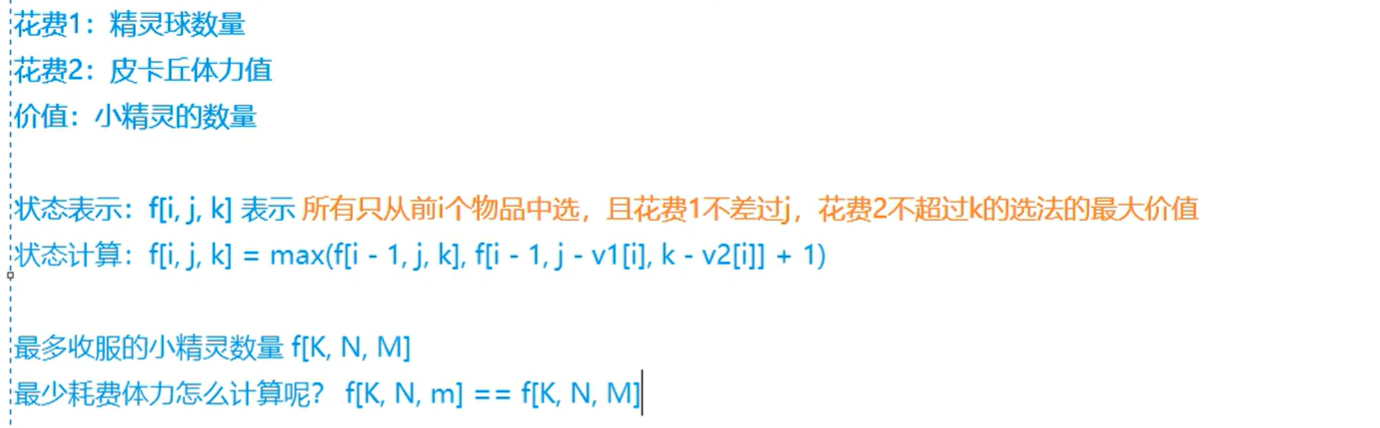 花费1：精灵球数量
花费2：皮卡丘体力值
价值：小精灵的数量
状态表示：f[i, j, k] 表示 所有只从前i个物品中选，且花费1不差过j，花费2不超过k的选法的最大价值
状态计算：f[i, j, k] = max(f[i - 1, j, k], f[i - 1, j - v1[i], k - v2[i]] + 1)
最多收服的小精灵数量 f[K, N, M]
最少耗费体力怎么计算呢？ f[K, N, m] == f[K, N, M]